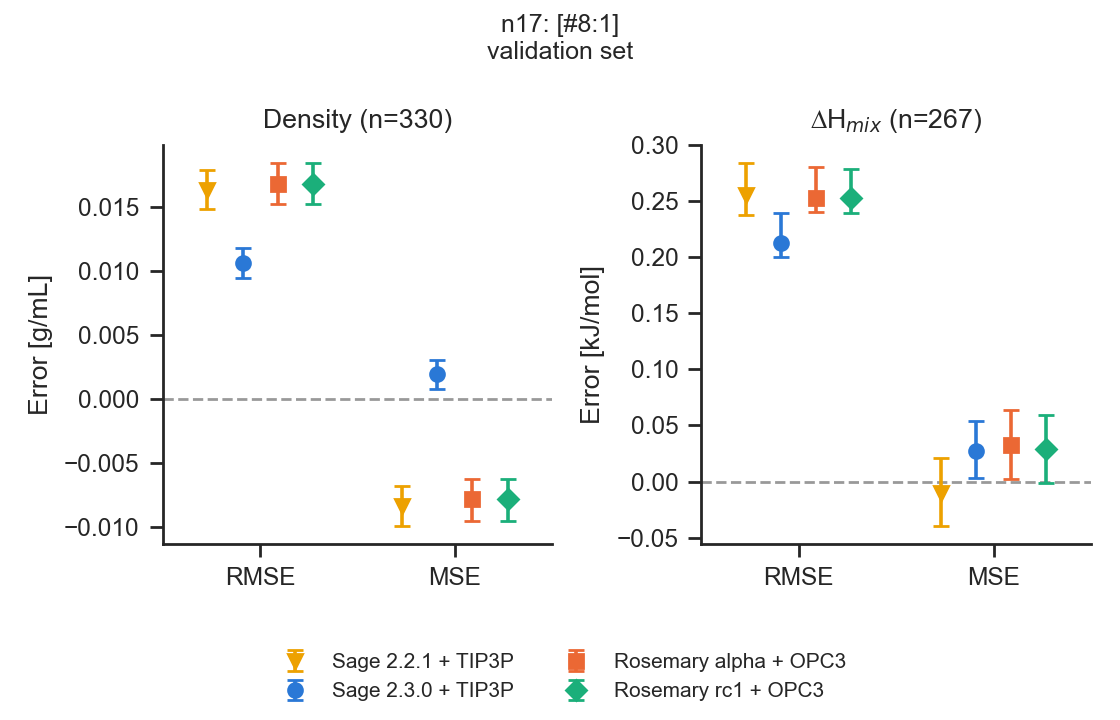 n17: [#8:1]
validation set
Density (n=330)
Error [g/mL]
0.015
0.010
0.005
0.000
−0.005
−0.010
RMSE
MSE
ΔHmix (n=267)
Error [kJ/mol]
0.30
0.25
0.20
0.15
0.10
0.05
0.00
−0.05
RMSE
MSE
Sage 2.2.1 + TIP3P
Sage 2.3.0 + TIP3P
Rosemary alpha + OPC3
Rosemary rc1 + OPC3